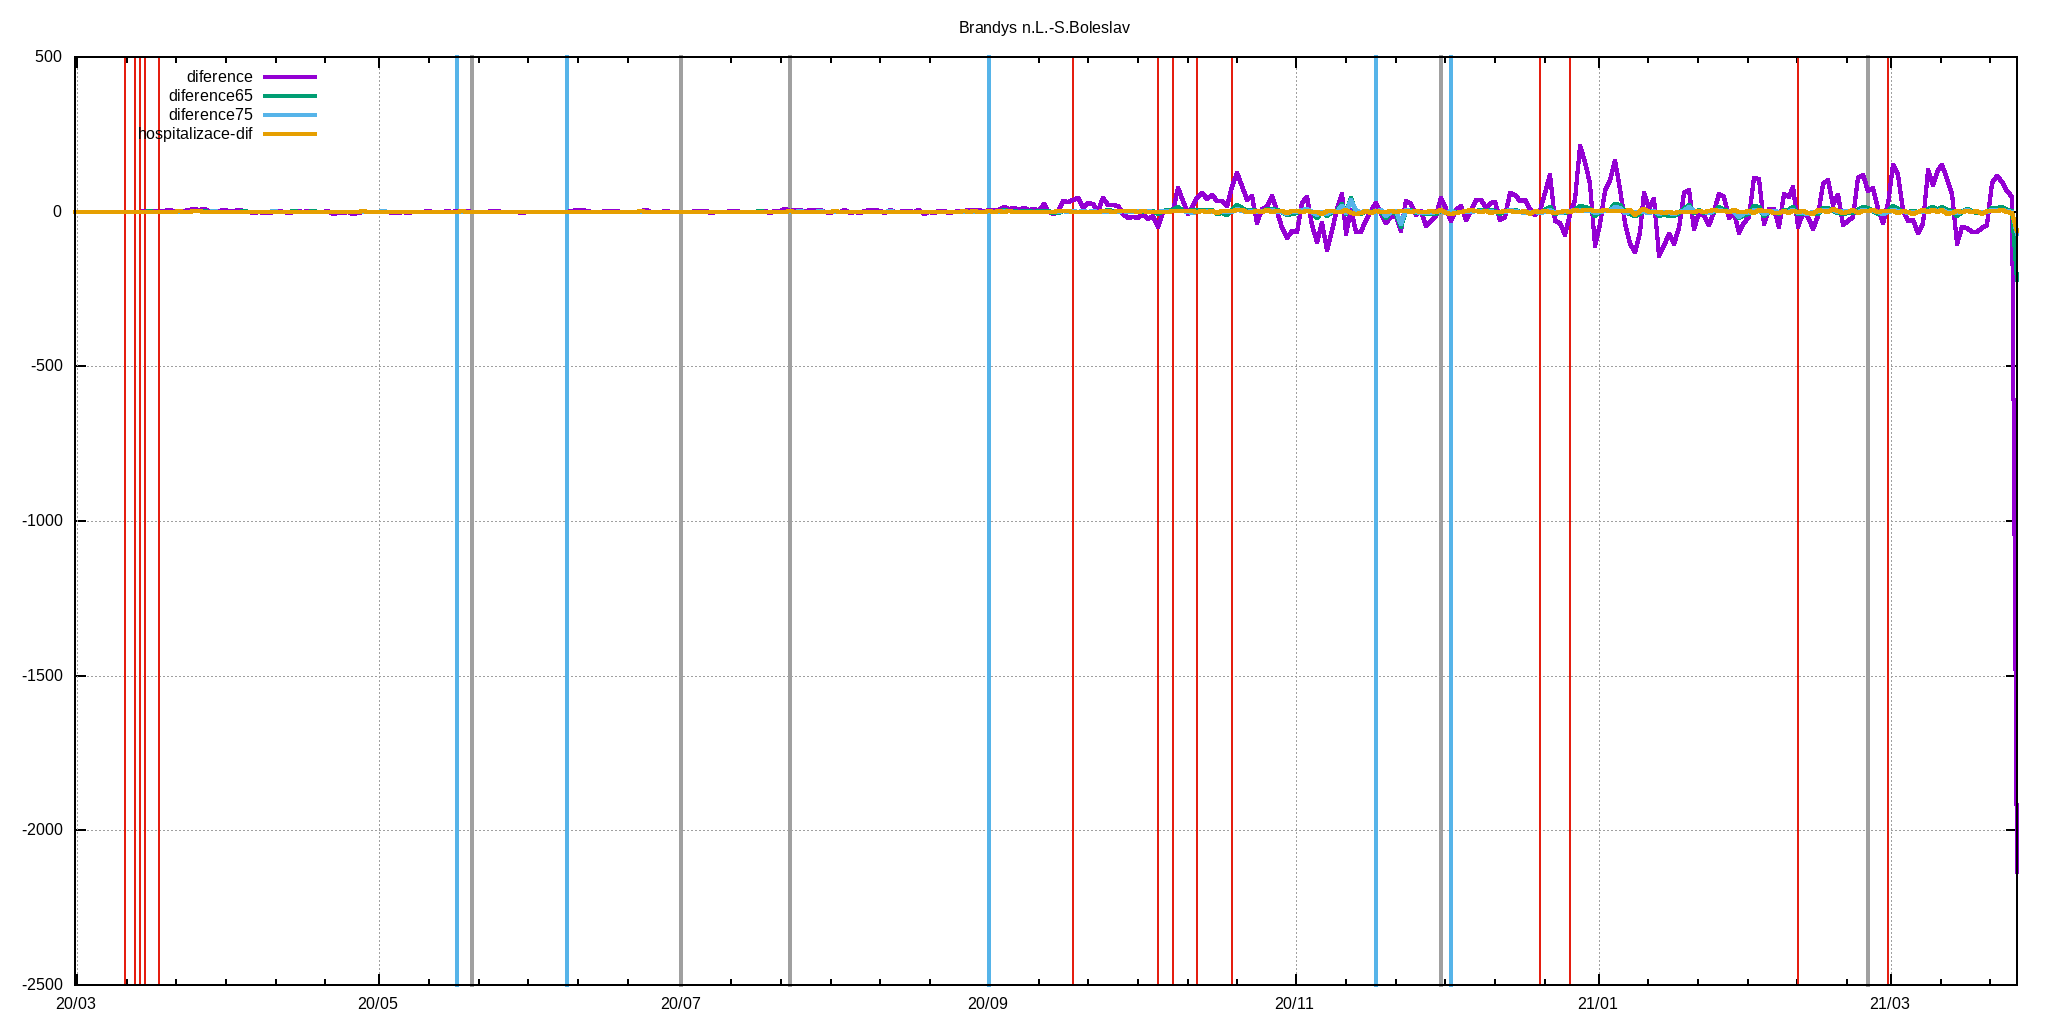 Brandys n.L.-S.Boleslav
500
0
-500
-1000
-1500
-2000
-2500
diference
diference65
diference75
hospitalizace-dif
20/03 20/05 20/07 20/09 20/11 21/01 21/03